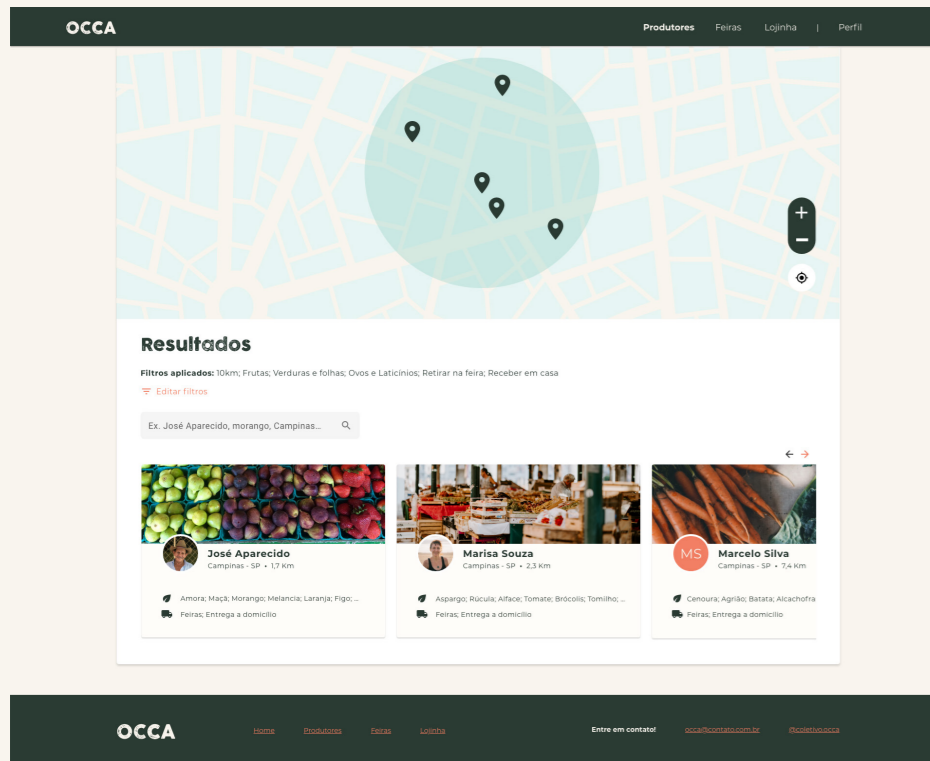 OCCA
Produtores Feiras Lojinha | Perfil
Resultados
Filtros aplicados: 10km; Frutas; Verduras e folhas; Ovos e Laticínios; Retirar na feira; Receber em casa
Editar filtros
Ex. José Aparecido, morango, Campinas...
José Aparecido
Campinas - SP • 1,7 Km
Amora; Maçã; Morango; Melancia; Laranja; Figo; ...
Feiras; Entrega a domicílio
Marisa Souza
Campinas - SP • 2,3 Km
Aspargo; Rúcula; Alface; Tomate; Brócolis; Tomilho; ...
Feiras; Entrega a domicílio
MS
Marcelo Silva
Campinas - SP • 7,4 Km
Cenoura; Agrião; Batata; Alcachofra
Feiras; Entrega a domicílio
OCCA
Home Produtores Feiras Lojinha
Entre em contato! occa@contato.com.br @coletivo.occa